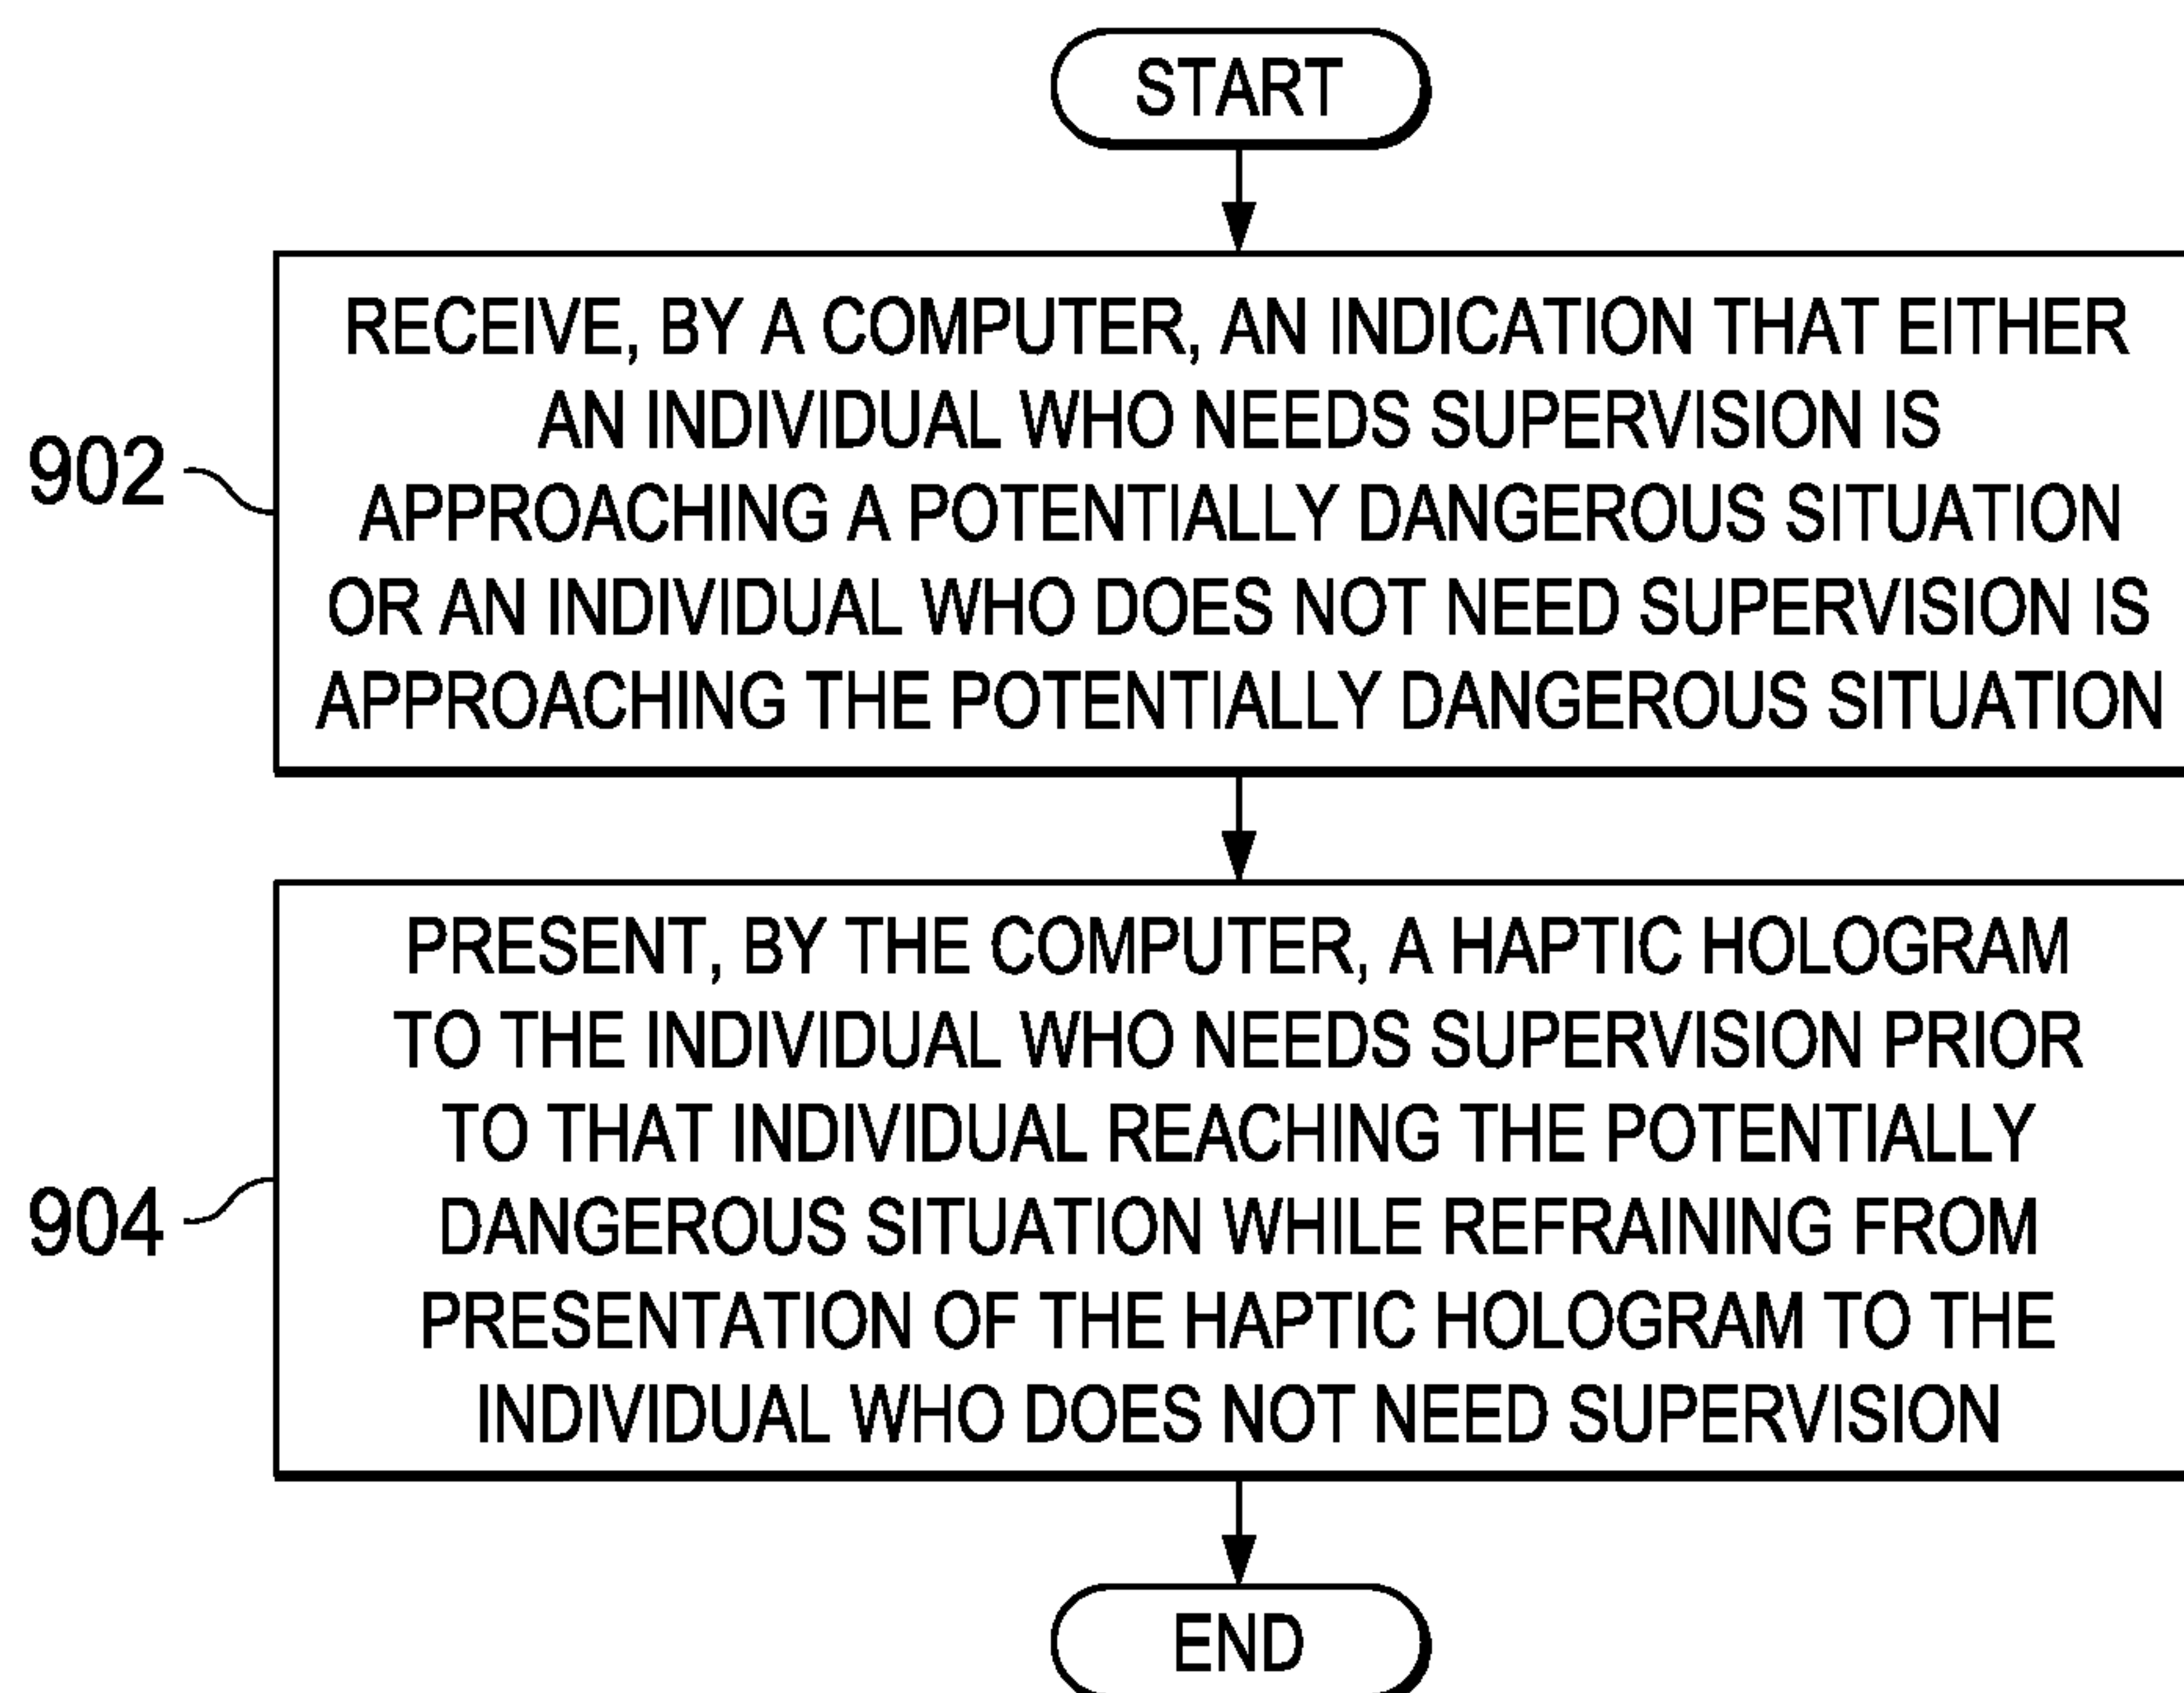 START
RECEIVE, BY A COMPUTER, AN INDICATION THAT EITHER
AN INDIVIDUAL WHO NEEDS SUPERVISION IS
APPROACHING A POTENTIALLY DANGEROUS SITUATION
OR AN INDIVIDUAL WHO DOES NOT NEED SUPERVISION IS
APPROACHING THE POTENTIALLY DANGEROUS SITUATION
902
PRESENT, BY THE COMPUTER, A HAPTIC HOLOGRAM
TO THE INDIVIDUAL WHO NEEDS SUPERVISION PRIOR
TO THAT INDIVIDUAL REACHING THE POTENTIALLY
DANGEROUS SITUATION WHILE REFRAINING FROM
PRESENTATION OF THE HAPTIC HOLOGRAM TO THE
INDIVIDUAL WHO DOES NOT NEED SUPERVISION
904
END